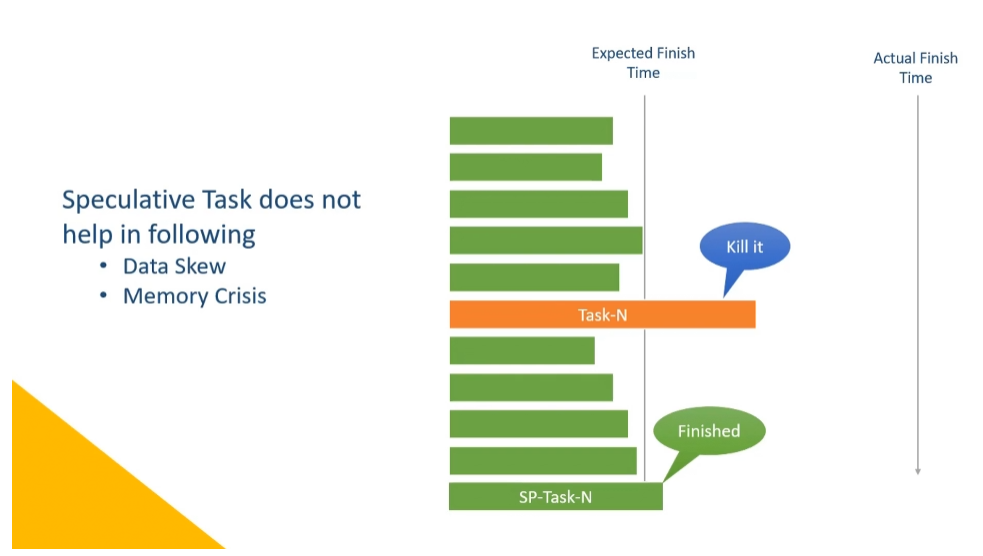 Speculative Task does not
help in following
• Data Skew
• Memory Crisis
Expected Finish
Time
Actual Finish
Time
Kill it
Task-N
Finished
SP-Task-N